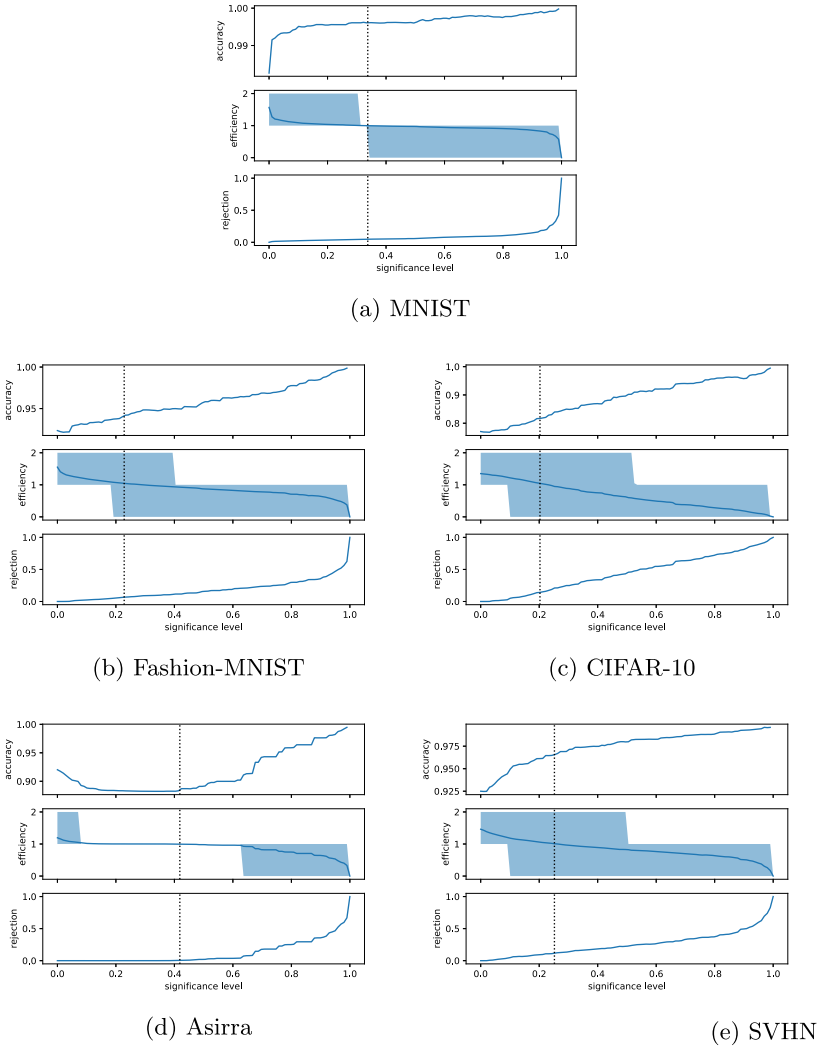 1.00
0.99
accuracy
2
1
0
efficiency
1.0
0.5
0.0
rejection
0.0 0.2 0.4 0.6 0.8 1.0
significance level
(a) MNIST
1.00
0.95
accuracy
2
1
0
efficiency
1.0
0.5
0.0
rejection
0.0 0.2 0.4 0.6 0.8 1.0
significance level
(b) Fashion-MNIST
1.0
0.9
0.8
accuracy
2
1
0
efficiency
1.0
0.5
0.0
rejection
0.0 0.2 0.4 0.6 0.8 1.0
significance level
(c) CIFAR-10
1.00
0.95
0.90
accuracy
2
1
0
efficiency
1.0
0.5
0.0
rejection
0.0 0.2 0.4 0.6 0.8 1.0
significance level
(d) Asirra
0.975
0.950
0.925
accuracy
2
1
0
efficiency
1.0
0.5
0.0
rejection
0.0 0.2 0.4 0.6 0.8 1.0
significance level
(e) SVHN